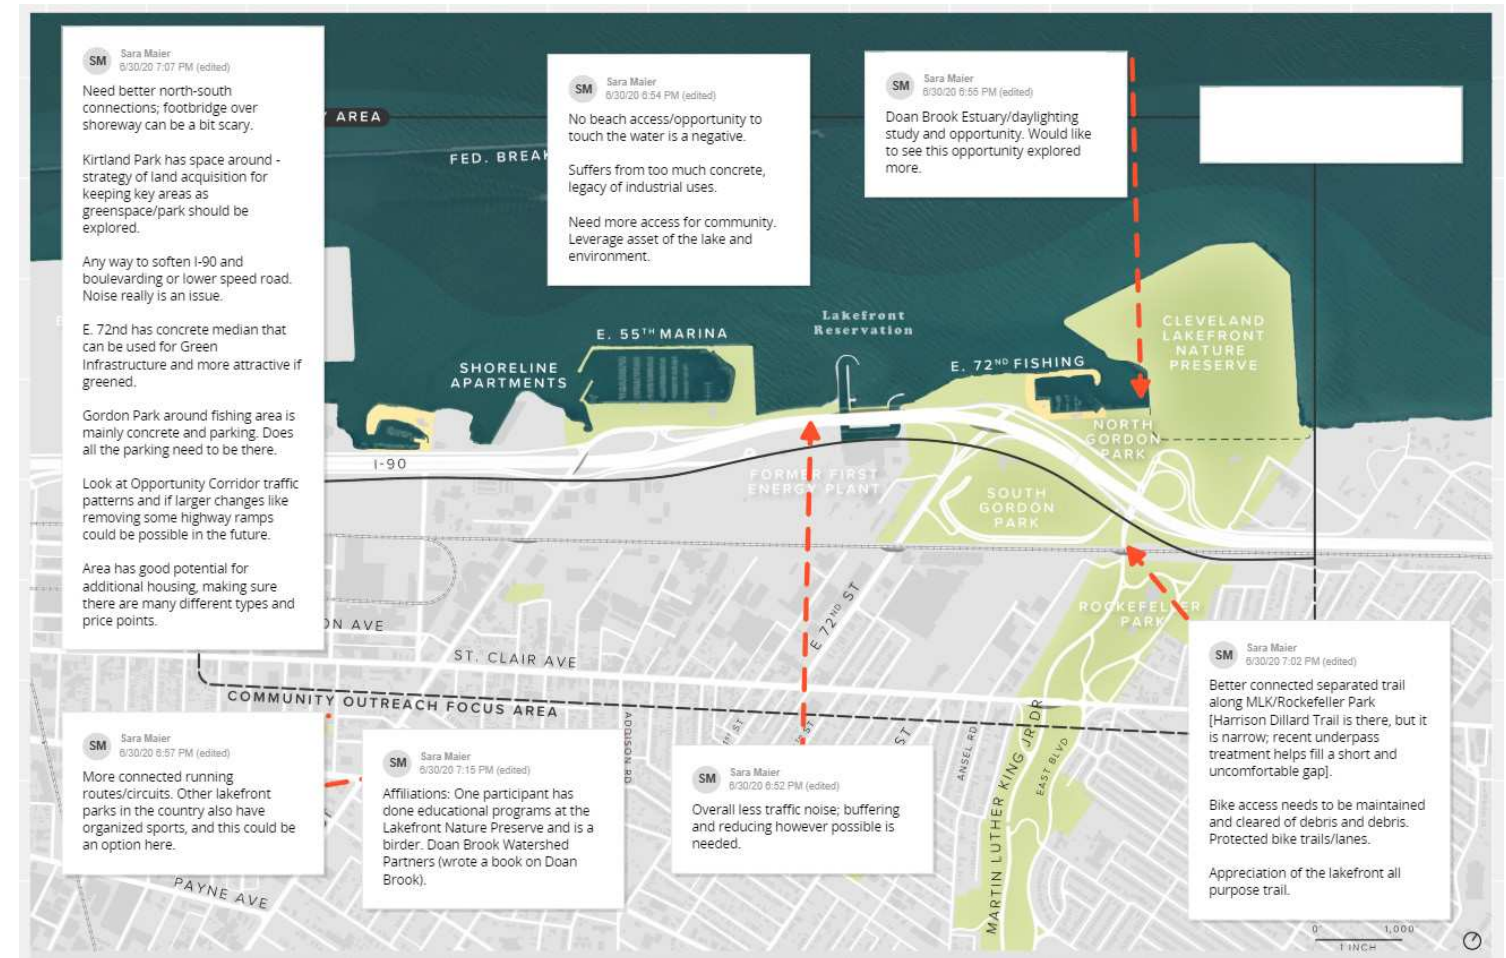 SM
Sara Maier
6/30/20 7:07 PM (edited)
Need better north-south
connections; footbridge over
shoreway can be a bit scary.
Kirtland Park has space around -
strategy of land acquisition for
keeping key areas as
greenspace/park should be
explored.
Any way to soften I-90 and
boulevarding or lower speed road.
Noise really is an issue.
E. 72nd has concrete median that
can be used for Green
Infrastructure and more attractive if
greened.
Gordon Park around fishing area is
mainly concrete and parking. Does
all the parking need to be there.
Look at Opportunity Corridor traffic
patterns and if larger changes like
removing some highway ramps
could be possible in the future.
Area has good potential for
additional housing, making sure
there are many different types and
price points.
SM
Sara Maier
6/30/20 6:54 PM (edited)
No beach access/opportunity to
touch the water is a negative.
Suffers from too much concrete,
legacy of industrial uses.
Need more access for community.
Leverage asset of the lake and
environment.
SM
Sara Maier
6/30/20 6:55 PM (edited)
Doan Brook Estuary/daylighting
study and opportunity. Would like
to see this opportunity explored
more.
AREA
FED. BREAK
Lakefront
Reservation
E. 55TH MARINA
SHORELINE
APARTMENTS
E. 72ND FISHING
CLEVELAND
LAKEFRONT
NATURE
PRESERVE
NORTH
GORDON
PARK
I-90
FORMER FIRST
ENERGY PLANT
SOUTH
GORDON
PARK
E. 72ND ST
ROCKEFELLER
PARK
ON AVE
ST. CLAIR AVE
COMMUNITY OUTREACH FOCUS AREA
ADDISON RD
ST
ST
ST
ANSEL RD
MARTIN LUTHER KING JR DR
EAST BLVD
PAYNE AVE
SM
Sara Maier
6/30/20 6:57 PM (edited)
More connected running
routes/circuits. Other lakefront
parks in the country also have
organized sports, and this could be
an option here.
SM
Sara Maier
6/30/20 7:15 PM (edited)
Affiliations: One participant has
done educational programs at the
Lakefront Nature Preserve and is a
birder. Doan Brook Watershed
Partners (wrote a book on Doan
Brook).
SM
Sara Maier
6/30/20 6:52 PM (edited)
Overall less traffic noise; buffering
and reducing however possible is
needed.
SM
Sara Maier
6/30/20 7:02 PM (edited)
Better connected separated trail
along MLK/Rockefeller Park
[Harrison Dillard Trail is there, but it
is narrow; recent underpass
treatment helps fill a short and
uncomfortable gap].
Bike access needs to be maintained
and cleared of debris and debris.
Protected bike trails/lanes.
Appreciation of the lakefront all
purpose trail.
0 1,000
1 INCH